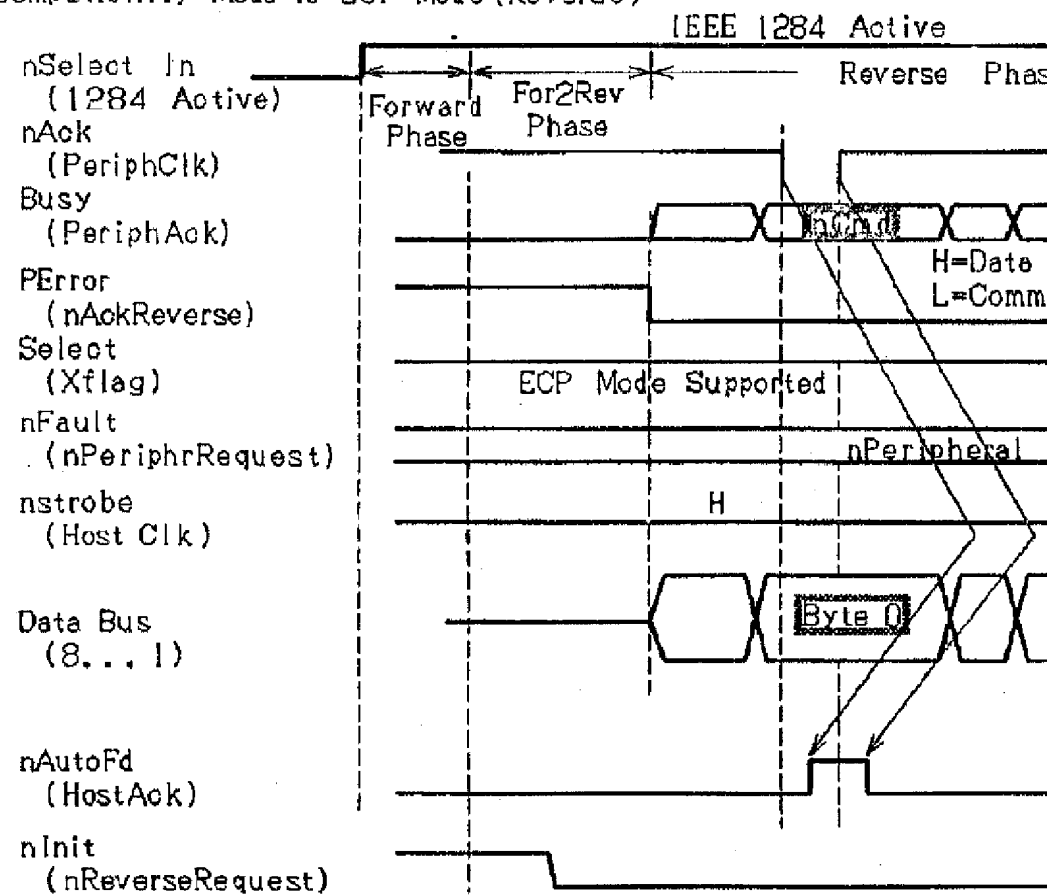 IEEE 1284 Active
nSelect In
(1284 Active)
Forward
Phase
For2Rev
Phase
Reverse Phas
nAck
(PeriphClk)
Busy
(PeriphAck)
nCmd
H=Data
L=Comm
PError
(nAckReverse)
Select
(Xflag)
ECP Mode Supported
nFault
(nPeriphrRequest)
nPeripheral
nstrobe
(Host Clk)
H
Data Bus
(8...1)
Byte 0
nAutoFd
(HostAck)
nInit
(nReverseRequest)